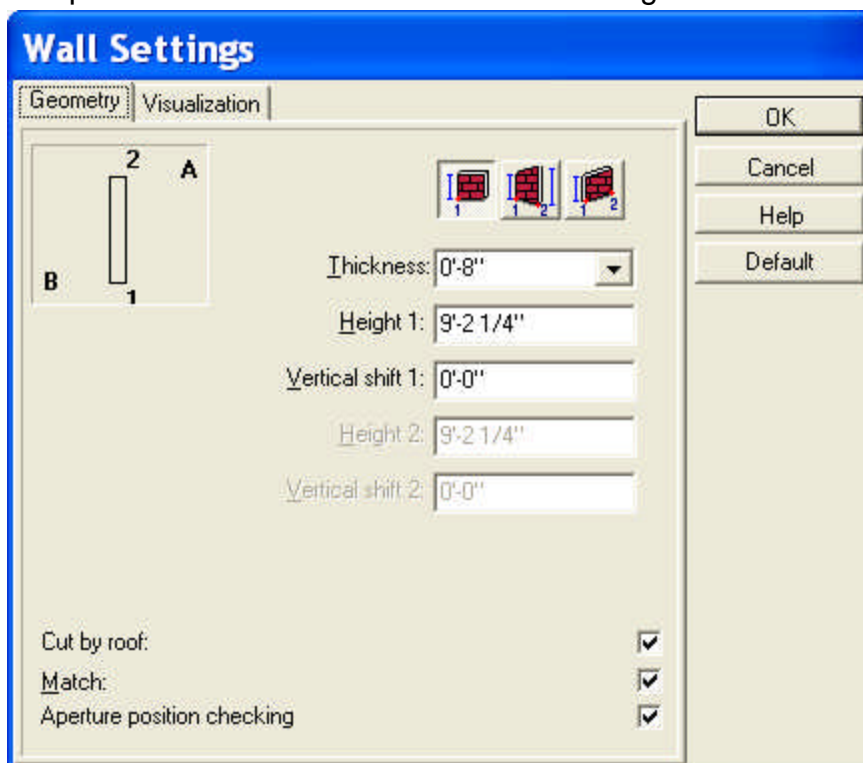 Wall Settings
Geometry Visualization
OK
Cancel
Help
Default
2 A
B 1
1
1 2
1 2
Thickness: 0'-8"
Height 1: 9'-2 1/4"
Vertical shift 1: 0'-0"
Height 2: 9'-2 1/4"
Vertical shift 2: 0'-0"
Cut by roof:
Match:
Aperture position checking